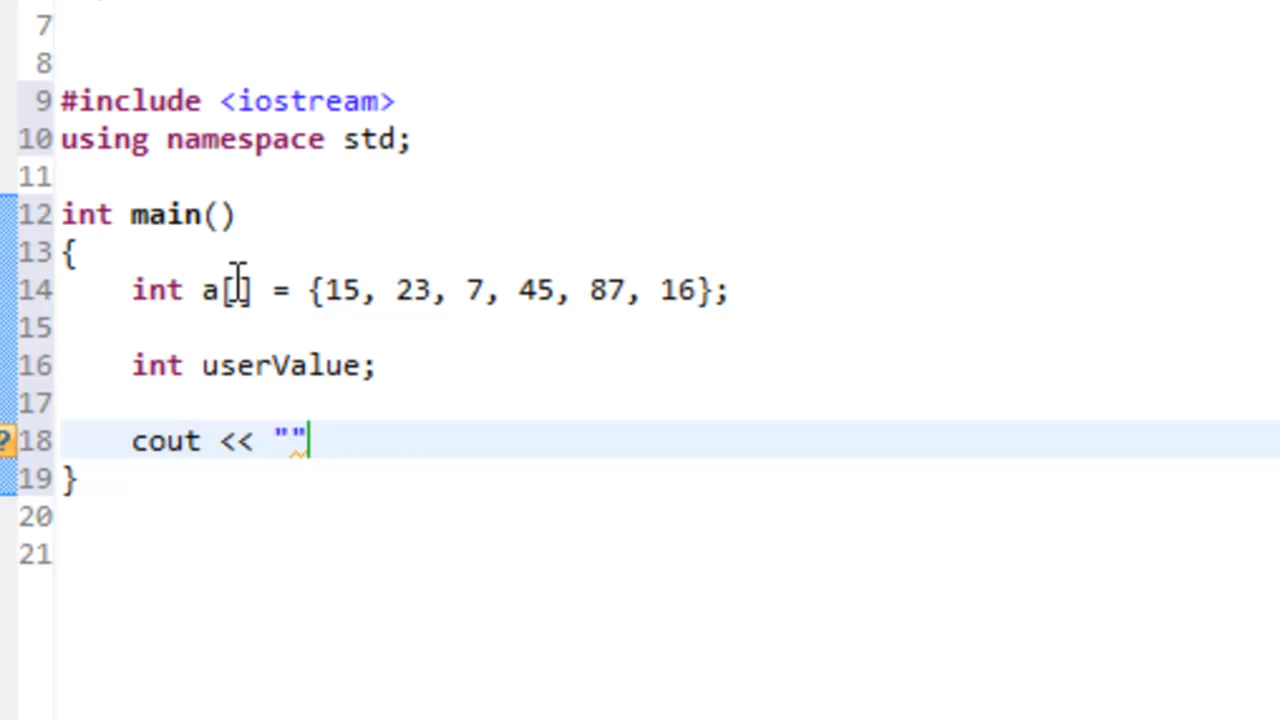 7
8
9 #include <iostream>
10 using namespace std;
11
12 int main()
13 {
14 int a[] = {15, 23, 7, 45, 87, 16};
15
16 int userValue;
17
? 18 cout << ""
19 }
20
21